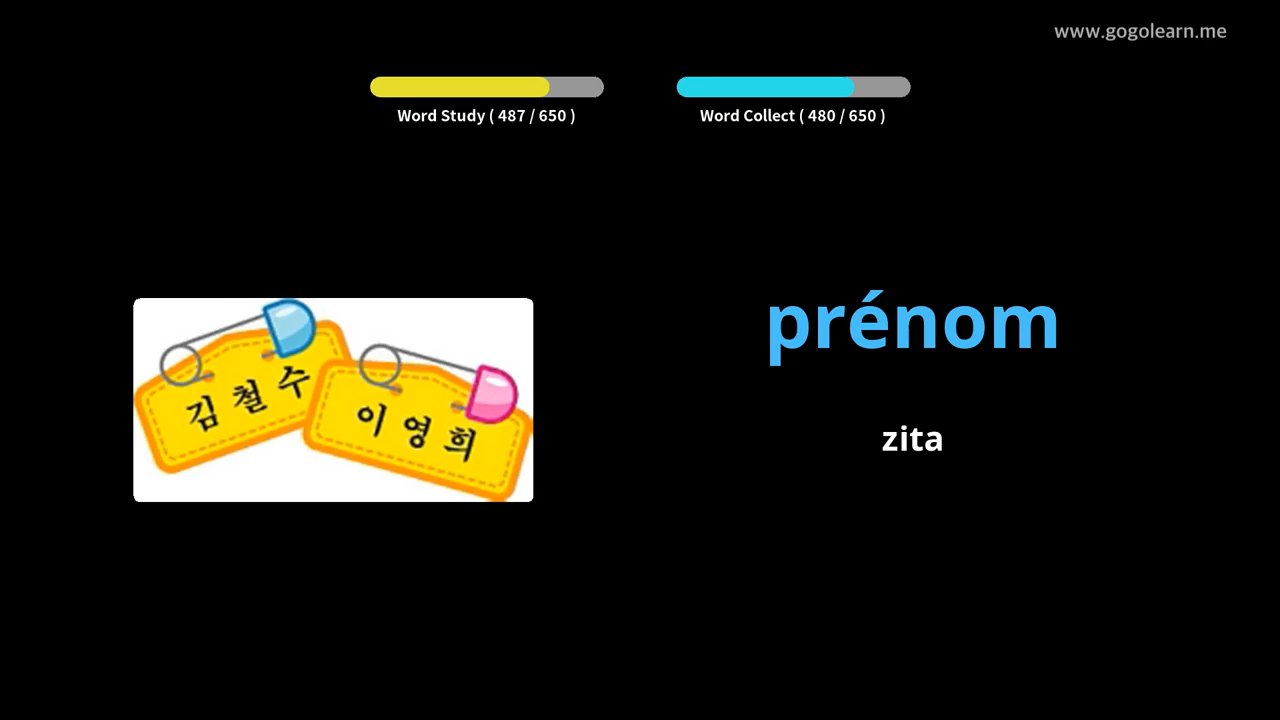 www.gogolearn.me
Word Study ( 487 / 650 )
Word Collect ( 480 / 650 )
김철수
이영희
prénom
zita